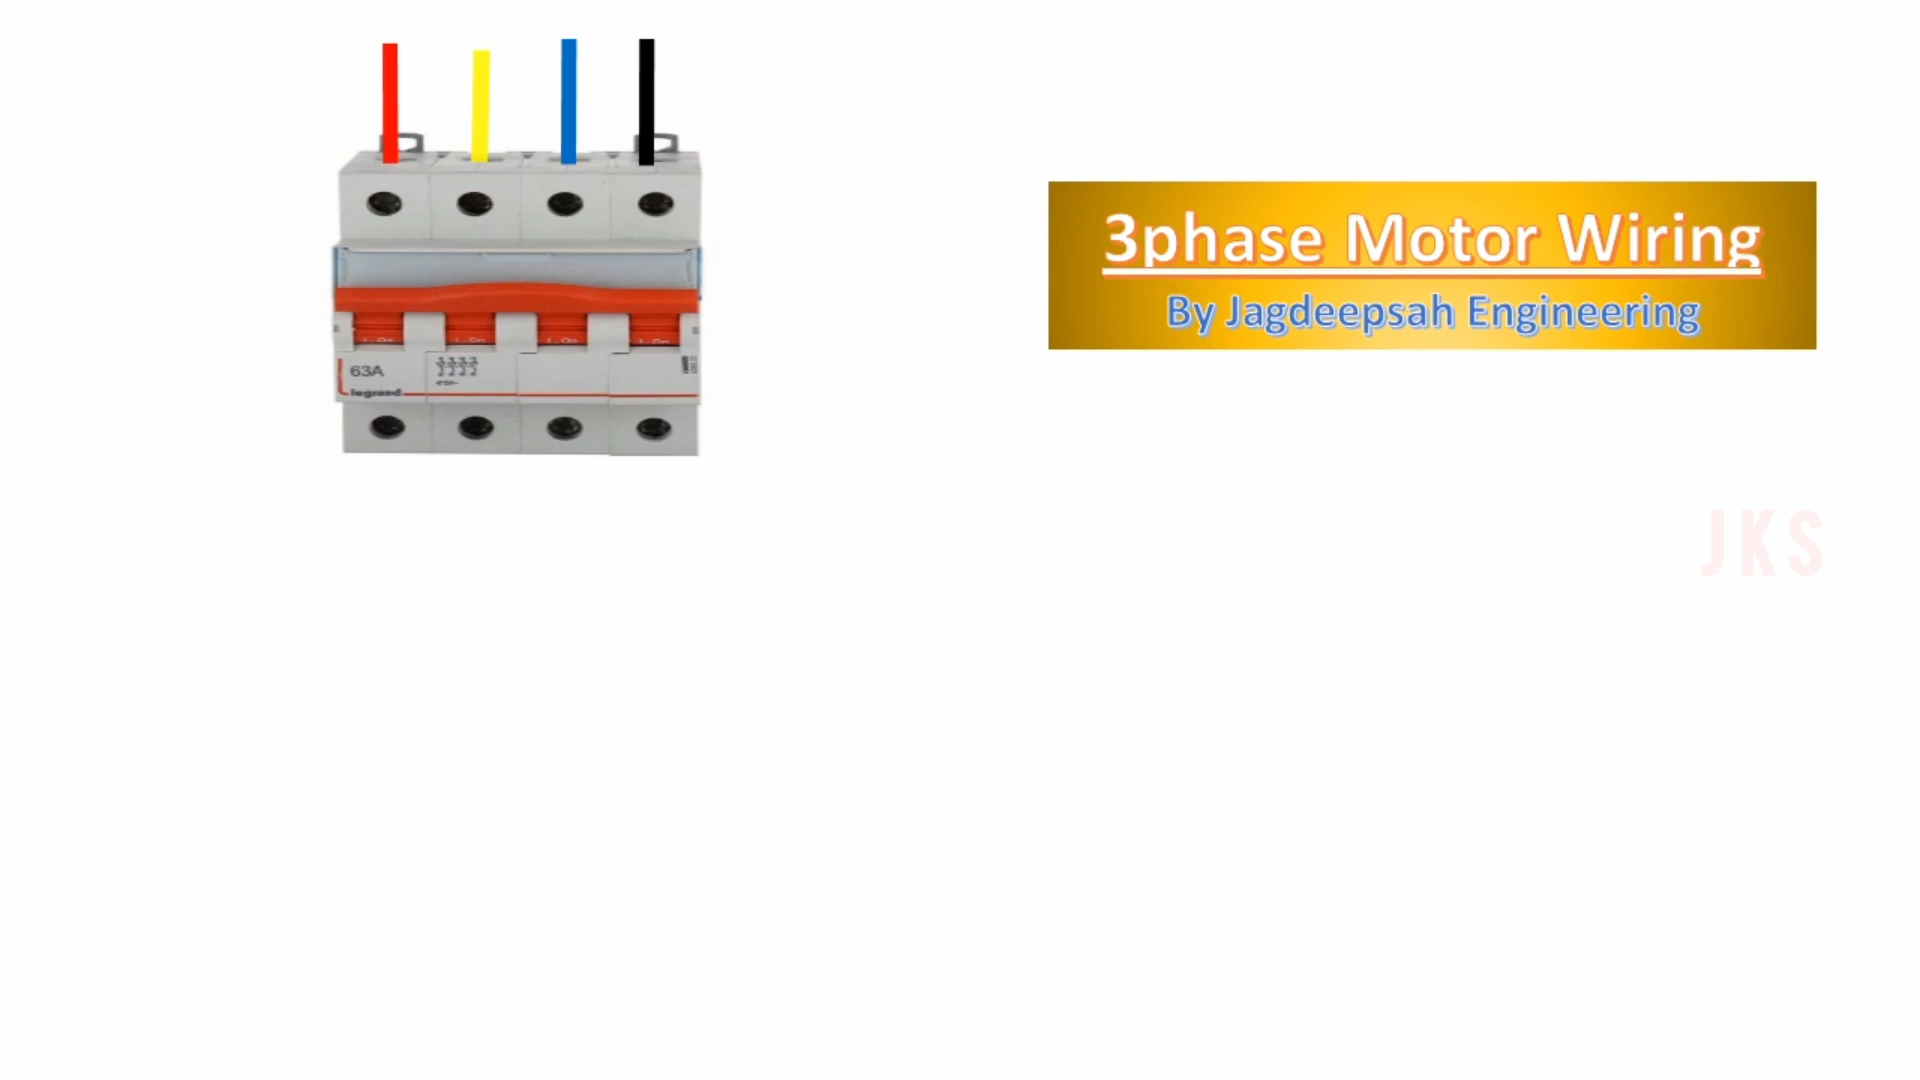 3phase Motor Wiring
By Jagdeepsah Engineering
63A
legrand
JKS